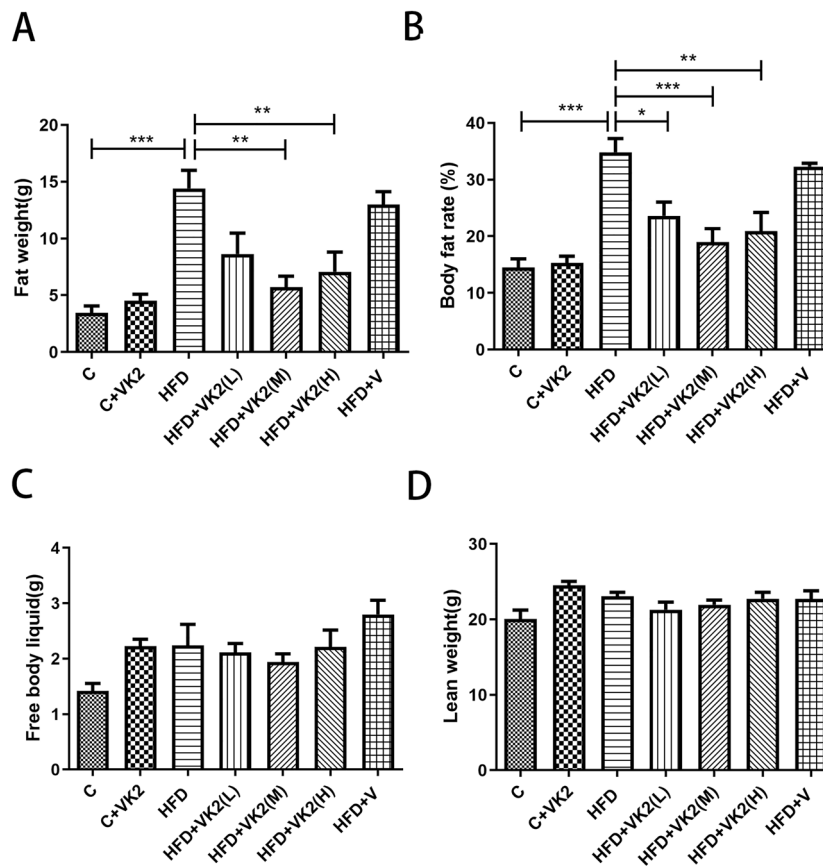 A
Fat weight(g)
20
15
10
5
0
***
**
**
C
C+VK2
HFD
HFD+VK2(L)
HFD+VK2(M)
HFD+VK2(H)
HFD+V
B
Body fat rate (%)
40
30
20
10
0
***
**
***
*
C
C+VK2
HFD
HFD+VK2(L)
HFD+VK2(M)
HFD+VK2(H)
HFD+V
C
Free body liquid(g)
4
3
2
1
0
C
C+VK2
HFD
HFD+VK2(L)
HFD+VK2(M)
HFD+VK2(H)
HFD+V
D
Lean weight(g)
30
20
10
0
C
C+VK2
HFD
HFD+VK2(L)
HFD+VK2(M)
HFD+VK2(H)
HFD+V